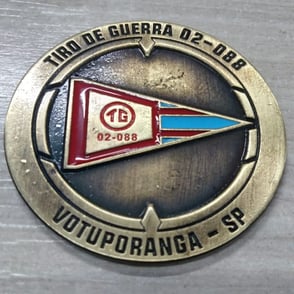 TIRO DE GUERRA 02-088
TG
02-088
VOTUPORANGA - SP